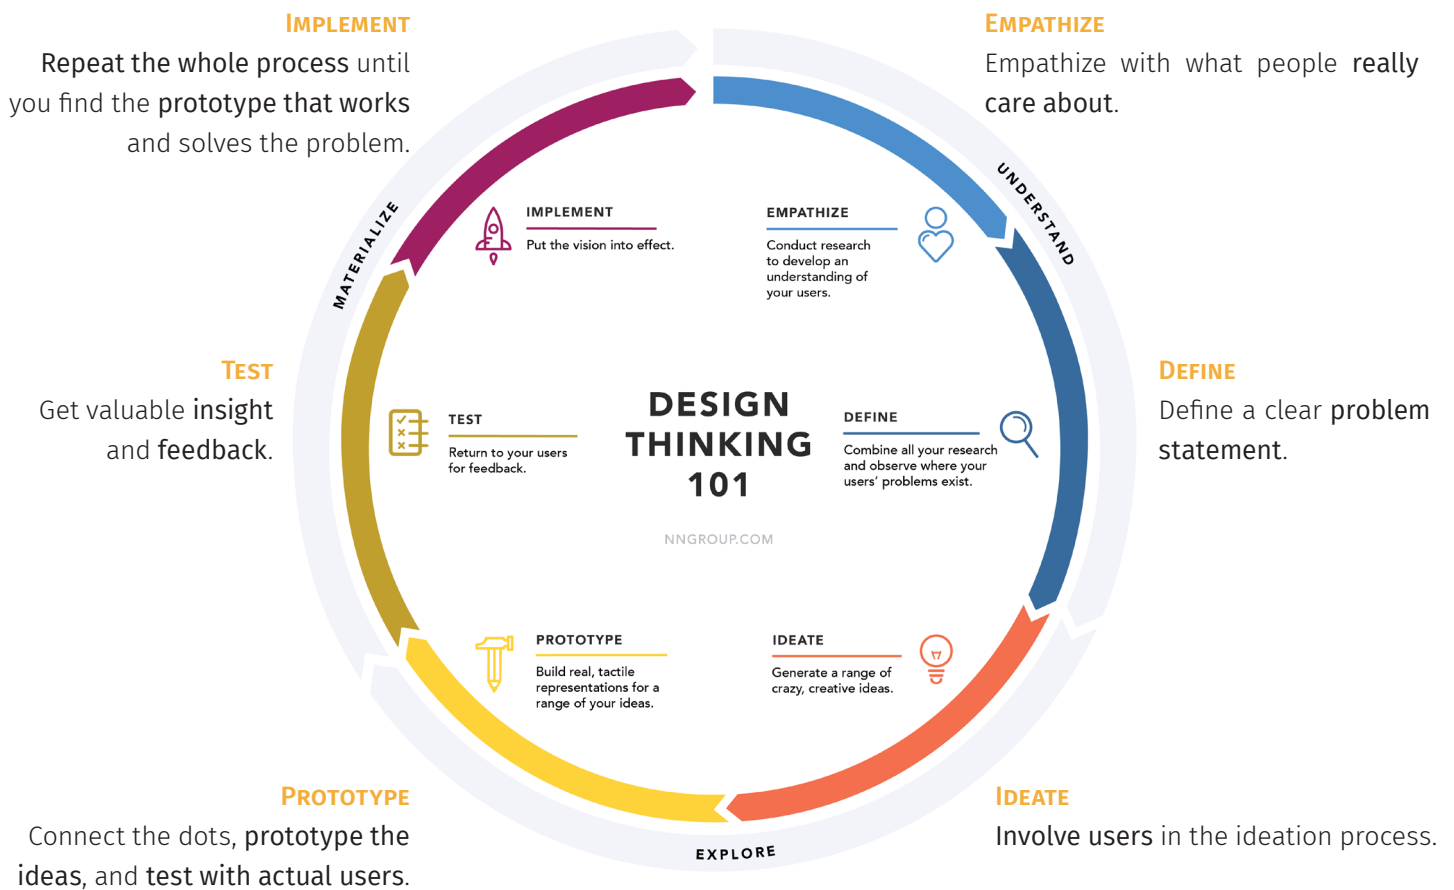 IMPLEMENT
Repeat the whole process until
you find the prototype that works
and solves the problem.
EMPATHIZE
Empathize with what people really
care about.
UNDERSTAND
MATERIALIZE
IMPLEMENT
Put the vision into effect.
EMPATHIZE
Conduct research
to develop an
understanding of
your users.
TEST
Get valuable insight
and feedback.
DEFINE
Define a clear problem
statement.
TEST
Return to your users
for feedback.
DESIGN
THINKING
101
NNGROUP.COM
DEFINE
Combine all your research
and observe where your
users' problems exist.
PROTOTYPE
Build real, tactile
representations for a
range of your ideas.
IDEATE
Generate a range of
crazy, creative ideas.
EXPLORE
PROTOTYPE
Connect the dots, prototype the
ideas, and test with actual users.
IDEATE
Involve users in the ideation process.